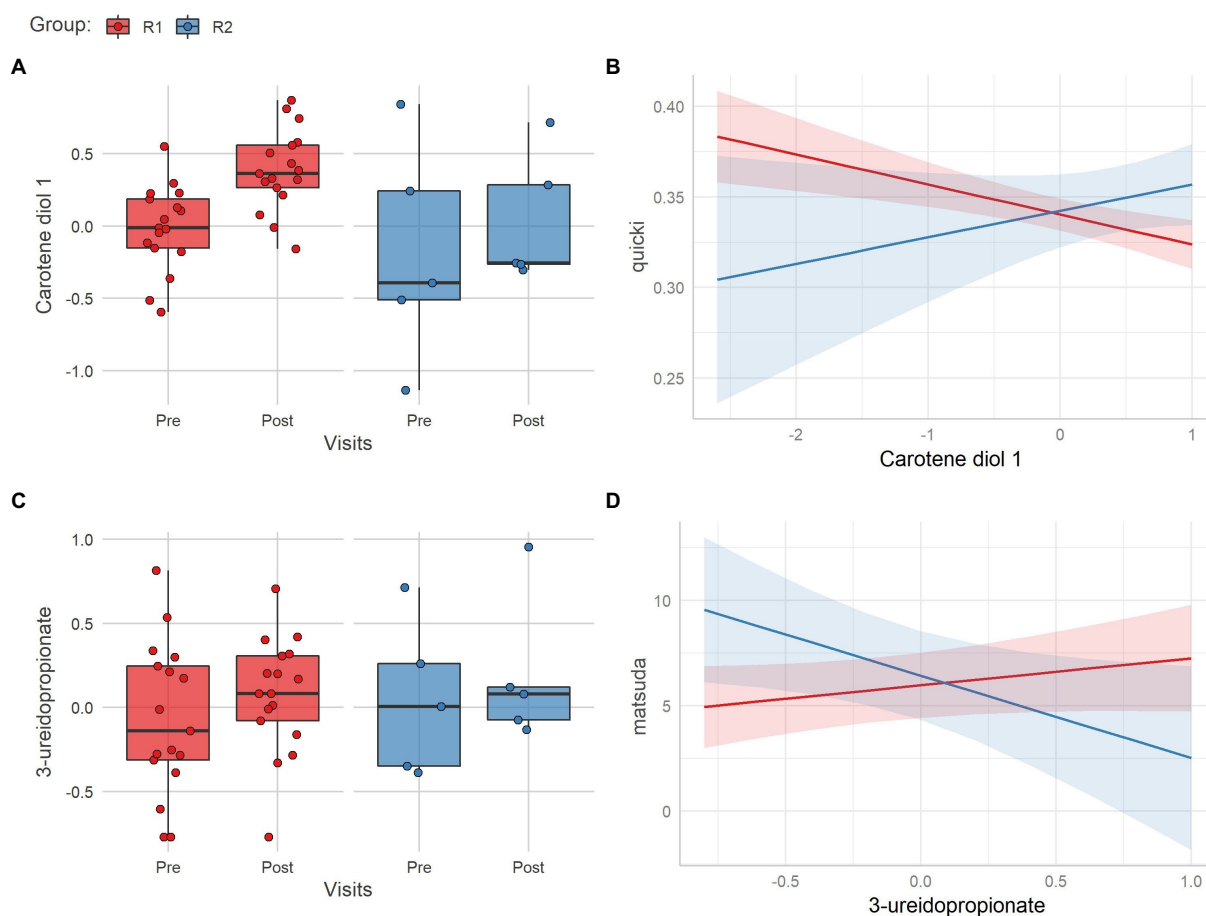 Group: R1 R2
A
Carotene diol 1
0.5
0.0
-0.5
-1.0
Pre Post Pre Post
Visits
B
quicki
0.40
0.35
0.30
0.25
-2 -1 0 1
Carotene diol 1
C
3-ureidopropionate
1.0
0.5
0.0
-0.5
Pre Post Pre Post
Visits
D
matsuda
10
5
0
-0.5 0.0 0.5 1.0
3-ureidopropionate